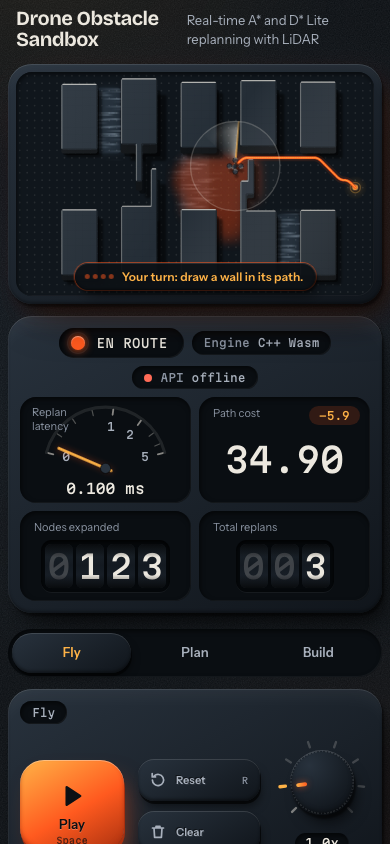 Drone Obstacle
Sandbox
Real-time A* and D* Lite
replanning with LiDAR
Your turn: draw a wall in its path.
EN ROUTE
Engine C++ Wasm
API offline
Replan
latency
0 1 2 5
0.100 ms
Path cost
−5.9
34.90
Nodes expanded
0123
Total replans
003
Fly
Plan
Build
Fly
Play
Space
Reset R
Clear
1.0x